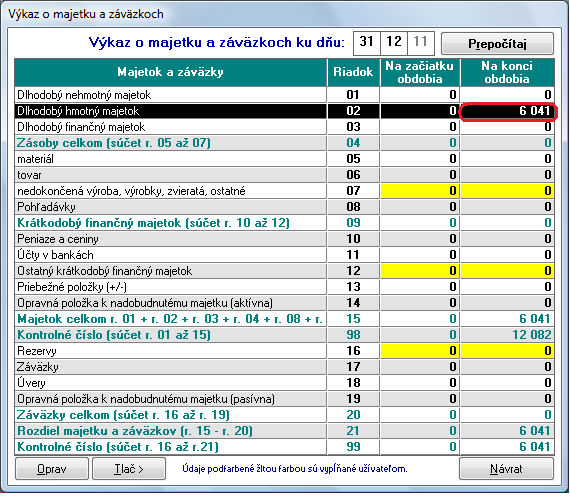 Výkaz o majetku a záväzkoch
Výkaz o majetku a záväzkoch ku dňu: 31 12 11 Prepočítaj
Majetok a záväzky Riadok Na začiatku obdobia Na konci obdobia
Dlhodobý nehmotný majetok 01 0 0
Dlhodobý hmotný majetok 02 0 6 041
Dlhodobý finančný majetok 03 0 0
Zásoby celkom (súčet r. 05 až 07) 04 0 0
materiál 05 0 0
tovar 06 0 0
nedokončená výroba, výrobky, zvieratá, ostatné 07 0 0
Pohľadávky 08 0 0
Krátkodobý finančný majetok (súčet r. 10 až 12) 09 0 0
Peniaze a ceniny 10 0 0
Účty v bankách 11 0 0
Ostatný krátkodobý finančný majetok 12 0 0
Priebežné položky (+/-) 13 0 0
Opravná položka k nadobudnutému majetku (aktívna) 14 0 0
Majetok celkom r. 01 + r. 02 + r. 03 + r. 04 + r. 08 + r. 15 0 6 041
Kontrolné číslo (súčet r. 01 až 15) 98 0 12 082
Rezervy 16 0 0
Záväzky 17 0 0
Úvery 18 0 0
Opravná položka k nadobudnutému majetku (pasívna) 19 0 0
Záväzky celkom (súčet r. 16 až r. 19) 20 0 0
Rozdiel majetku a záväzkov (r. 15 - r. 20) 21 0 6 041
Kontrolné číslo (súčet r. 16 až r.21) 99 0 6 041
Oprav Tlač > Údaje podfarbené žltou farbou sú vypĺňané užívateľom. Návrat